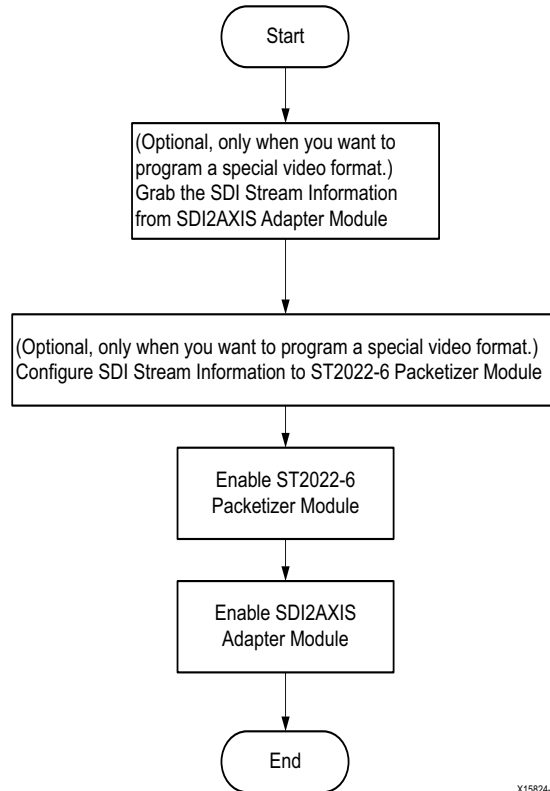 Start
(Optional, only when you want to
program a special video format.)
Grab the SDI Stream Information
from SDI2AXIS Adapter Module
(Optional, only when you want to program a special video format.)
Configure SDI Stream Information to ST2022-6 Packetizer Module
Enable ST2022-6
Packetizer Module
Enable SDI2AXIS
Adapter Module
End
X15824-